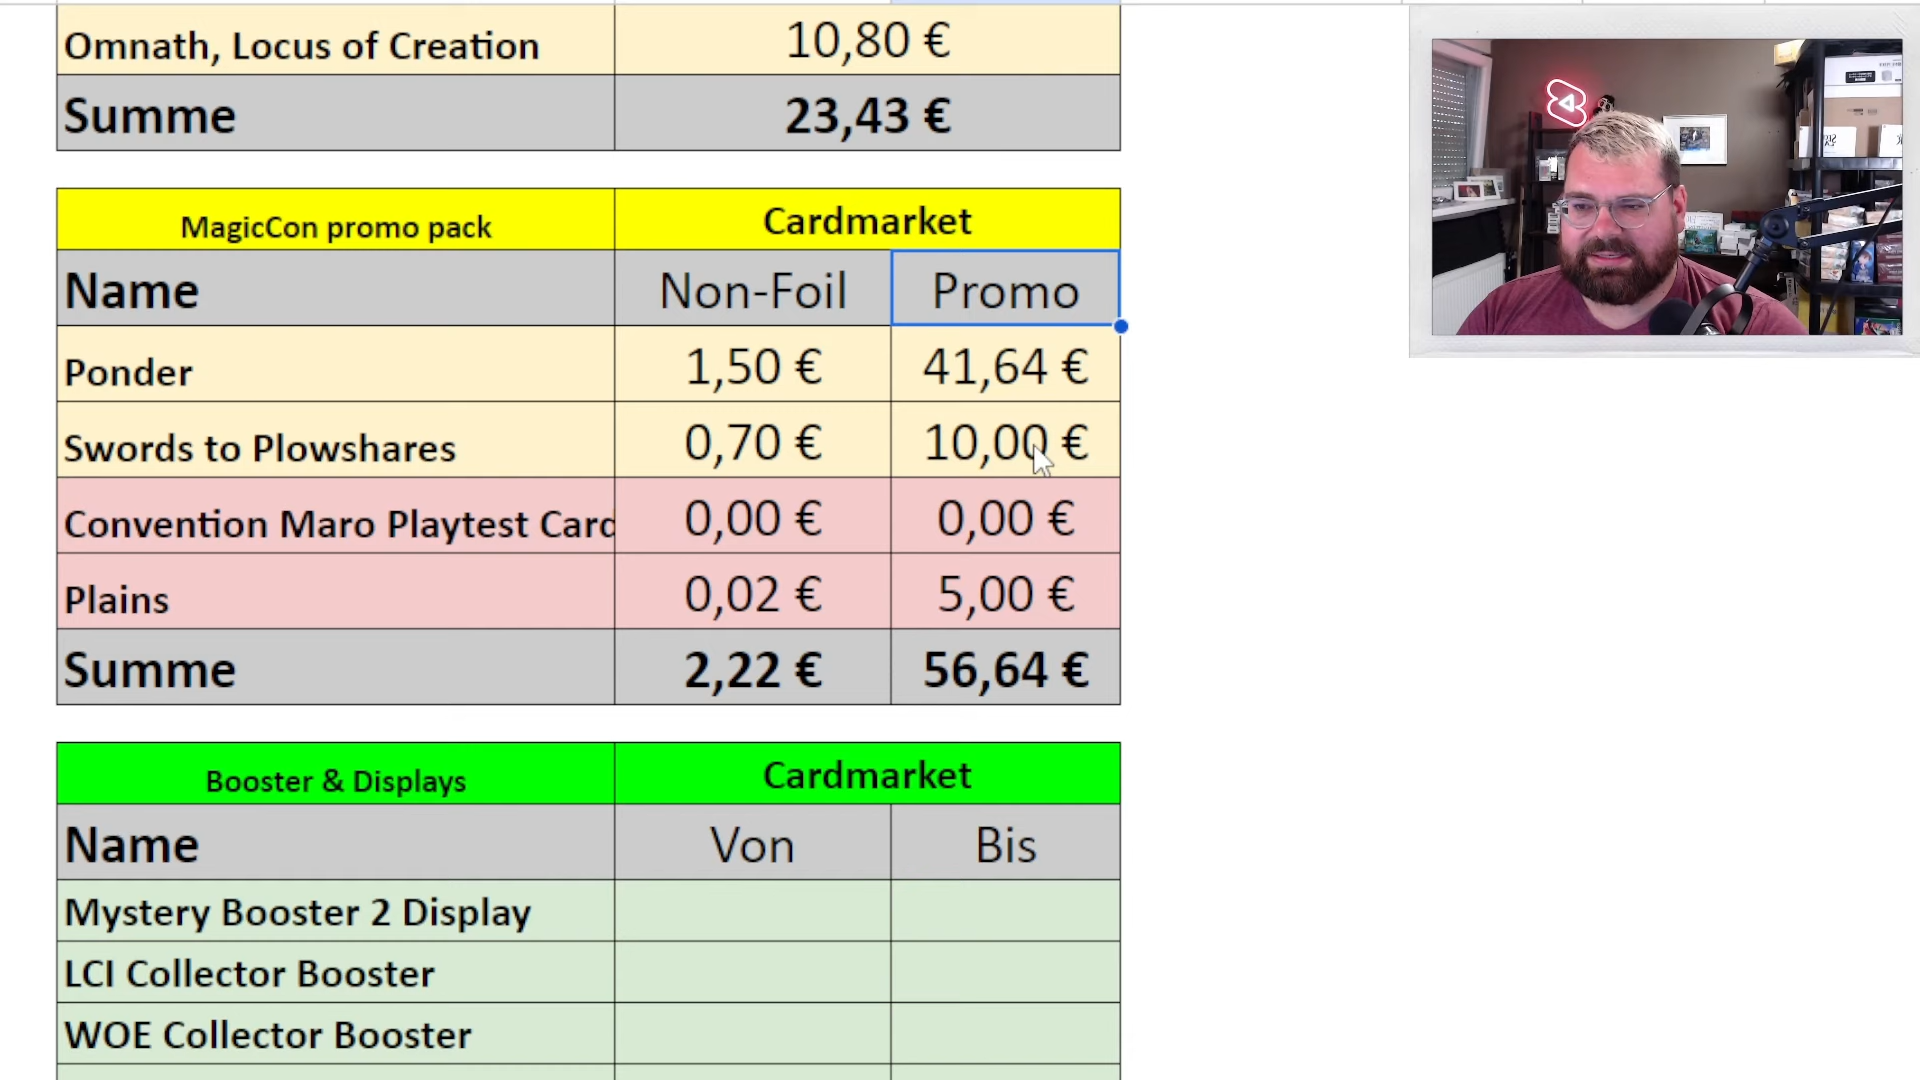 Omnath, Locus of Creation 10,80 €
Summe 23,43 €
MagicCon promo pack Cardmarket
Name Non-Foil Promo
Ponder 1,50 € 41,64 €
Swords to Plowshares 0,70 € 10,00 €
Convention Maro Playtest Card 0,00 € 0,00 €
Plains 0,02 € 5,00 €
Summe 2,22 € 56,64 €
Booster & Displays Cardmarket
Name Von Bis
Mystery Booster 2 Display
LCI Collector Booster
WOE Collector Booster